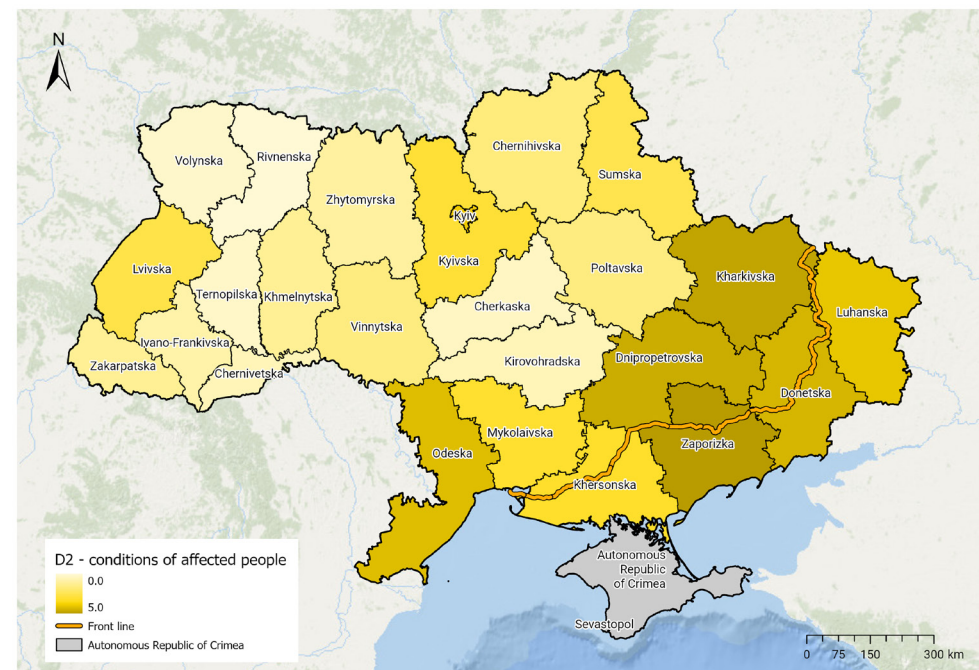 N
Volynska
Rivnenska
Zhytomyrska
Chernihivska
Sumska
Kyiv
Kyivska
Lvivska
Ternopilska
Khmelnytska
Vinnytska
Cherkaska
Poltavska
Kharkivska
Luhanska
Ivano-Frankivska
Zakarpatska
Chernivetska
Kirovohradska
Dnipropetrovska
Donetska
Odeska
Mykolaivska
Zaporizka
Khersonska
Autonomous
Republic
of Crimea
Sevastopol
D2 - conditions of affected people
0.0
5.0
Front line
Autonomous Republic of Crimea
0 75 150 300 km